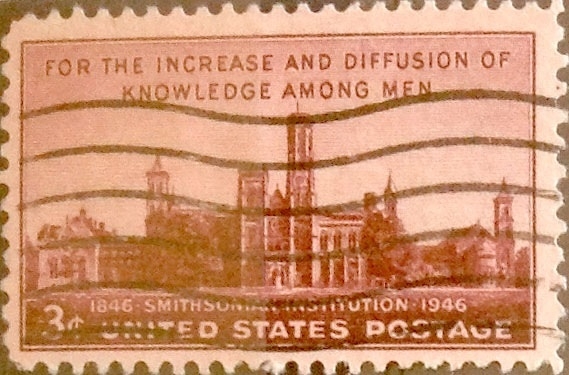 FOR THE INCREASE AND DIFFUSION OF
KNOWLEDGE AMONG MEN
1846 · SMITHSONIAN INSTITUTION · 1946
3¢ UNITED STATES POSTAGE